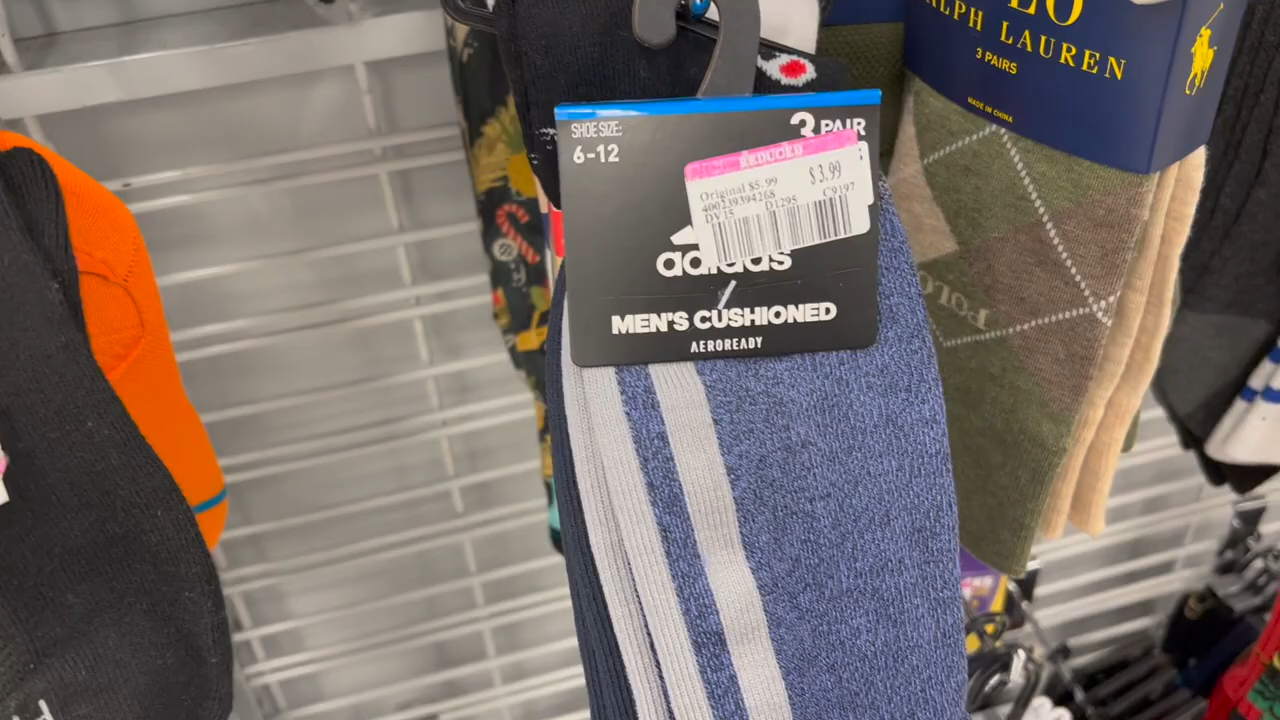 SHOE SIZE:
6-12
3 PAIR
REDUCED
$3.99
Original $5.99
400239394268
C9197
DV15
D1295
adidas
MEN'S CUSHIONED
AEROREADY
RALPH LAUREN
3 PAIRS
MADE IN CHINA
POLO